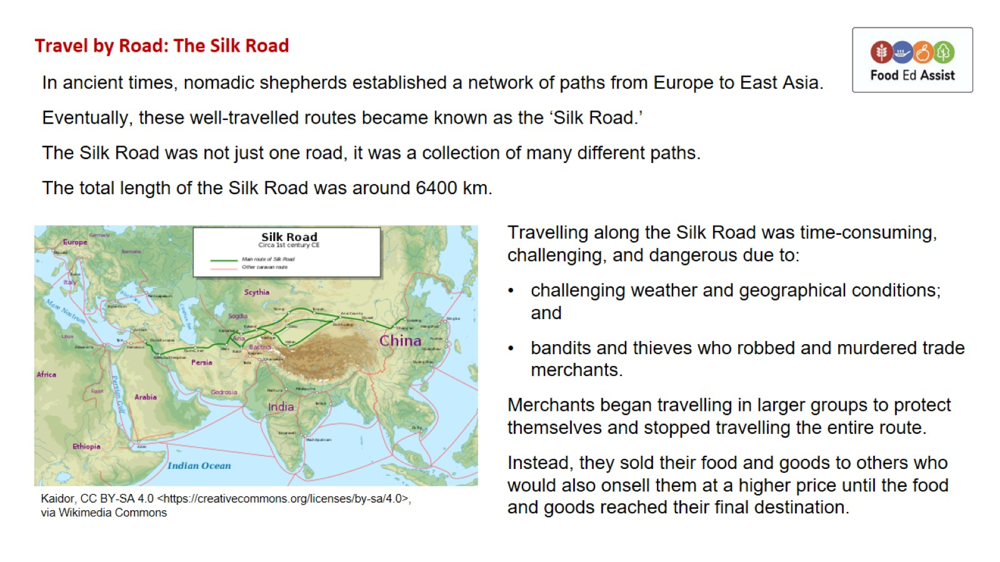 Travel by Road: The Silk Road
Food Ed Assist
In ancient times, nomadic shepherds established a network of paths from Europe to East Asia.
Eventually, these well-travelled routes became known as the ‘Silk Road.’
The Silk Road was not just one road, it was a collection of many different paths.
The total length of the Silk Road was around 6400 km.
Silk Road
Circa 1st century CE
Main route of Silk Road
Other caravan route
Europe
Germany
Sarmatia
Italy
Scythia
Black Sea
Mare Nostrum
Caspian Sea
Sogdia
Libya
Aria
Bactria
China
Persia
Africa
Egypt
Persian Gulf
Arabia
Gedrosia
India
Ethiopia
Aden
Indian Ocean
Kaidor, CC BY-SA 4.0 <https://creativecommons.org/licenses/by-sa/4.0>,
via Wikimedia Commons
Travelling along the Silk Road was time-consuming,
challenging, and dangerous due to:
• challenging weather and geographical conditions;
and
• bandits and thieves who robbed and murdered trade
merchants.
Merchants began travelling in larger groups to protect
themselves and stopped travelling the entire route.
Instead, they sold their food and goods to others who
would also onsell them at a higher price until the food
and goods reached their final destination.